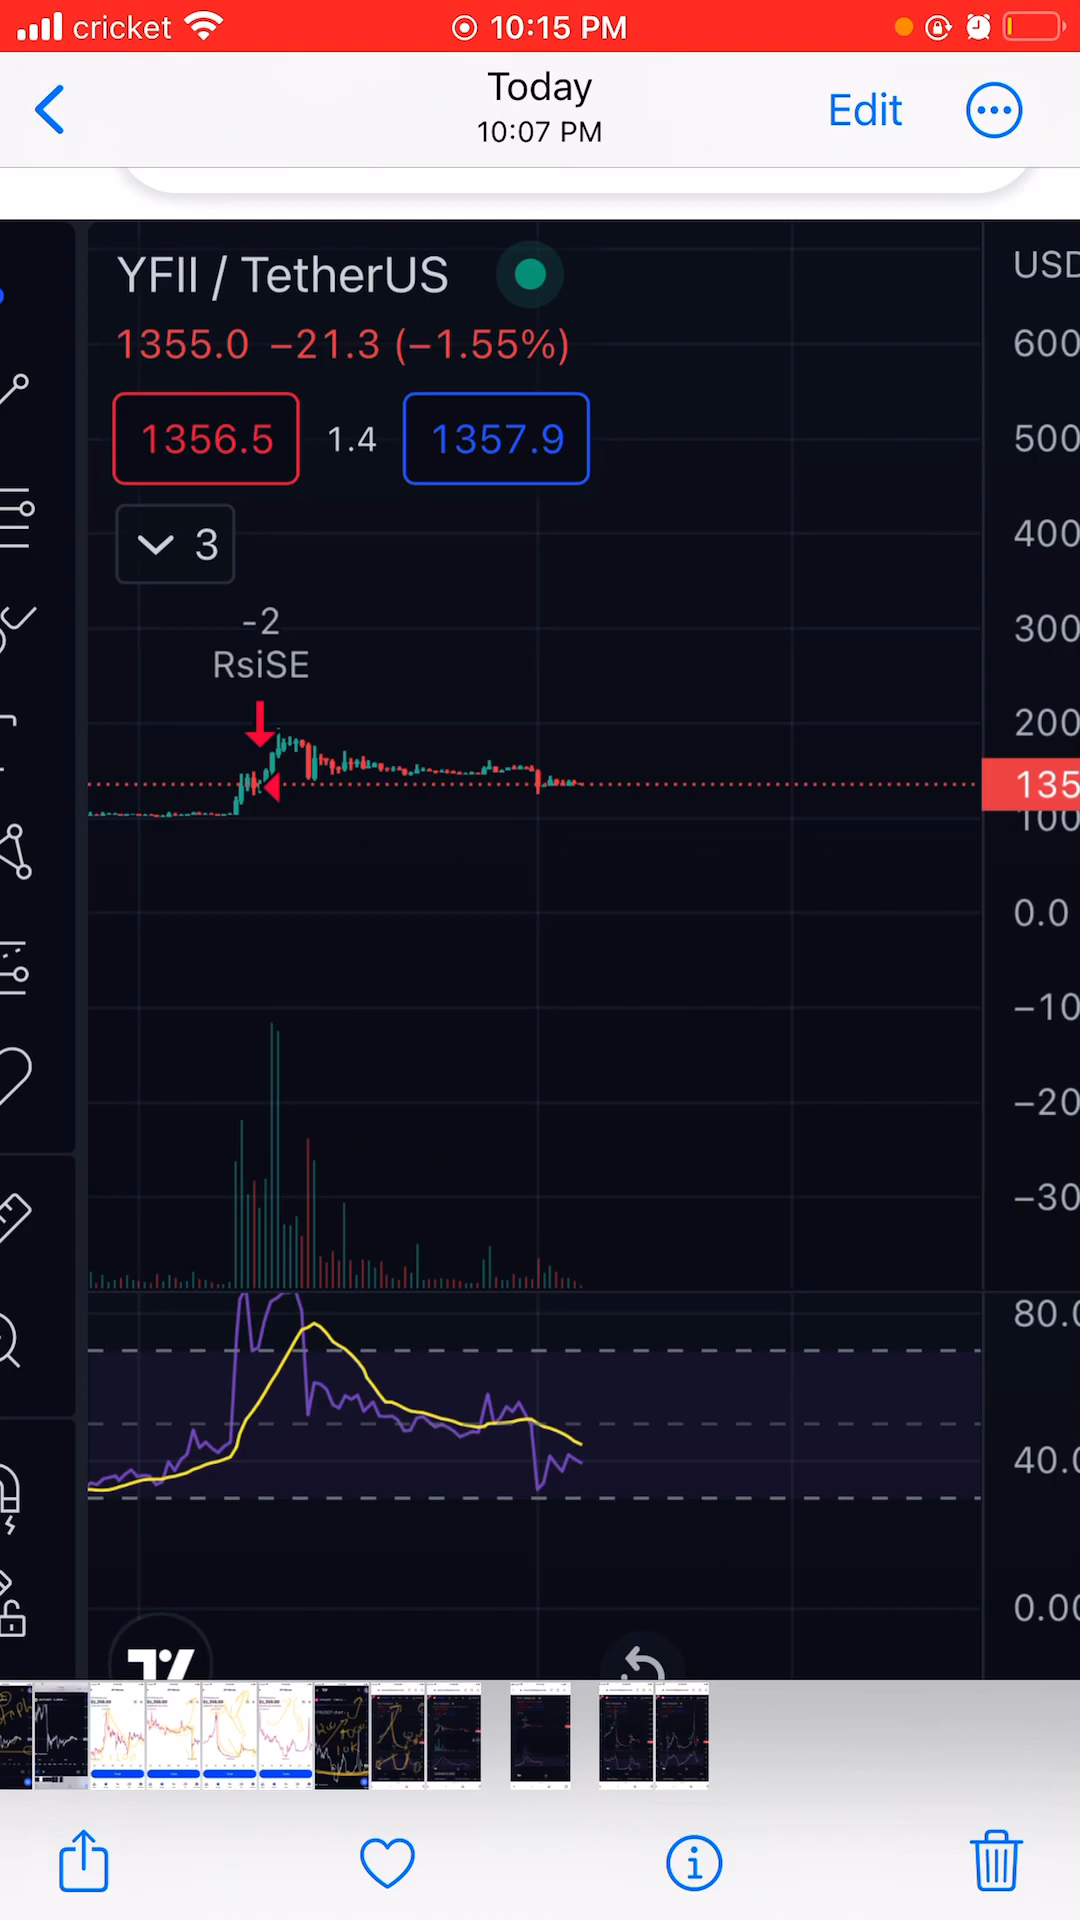 cricket 10:15 PM
Today
10:07 PM
Edit
YFII / TetherUS
USD
1355.0 −21.3 (−1.55%)
600
1356.5 1.4 1357.9
500
3
400
-2
300
RsiSE
200
135
100
0.0
−10
−20
−30
80.0
40.0
0.00